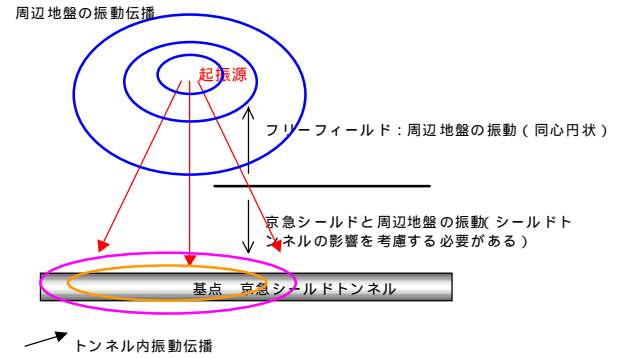 周辺地盤の振動伝播
起振源
フリーフィールド：周辺地盤の振動（同心円状）
京急シールドと周辺地盤の振動（シールドト
ンネルの影響を考慮する必要がある）
基点　京急シールドトンネル
トンネル内振動伝播